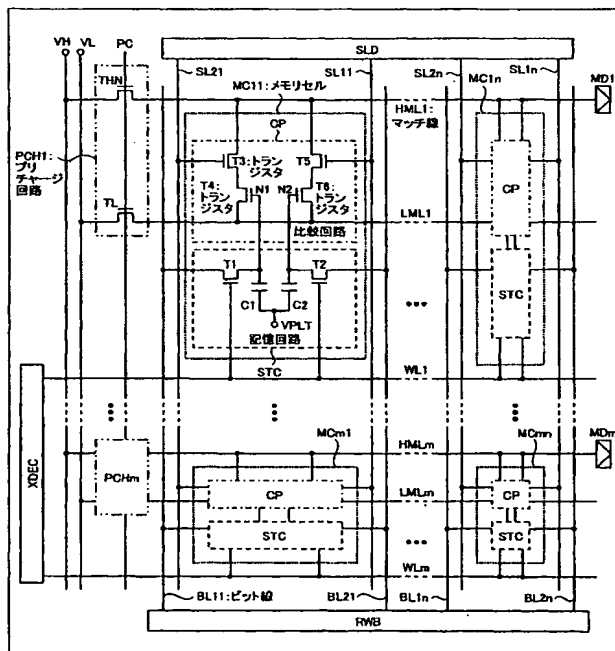 VH VL PC SLD
SL21 SL11 SL2n SL1n
THN MC11:メモリセル MC1n MD1
CP HML1:マッチ線
PCH1:プリチャージ回路
T3:トランジスタ T5
T4:トランジスタ N1 N2 T6:トランジスタ
CP
TL LML1
比較回路
T1 T2
C1 C2
VPLT
記憶回路
STC
STC
WL1
XDEC
MCm1 HMLm MCmn MDm
PCHm
CP LMLm CP
STC STC
WLm
BL11:ビット線 BL21 BL1n BL2n
RWB